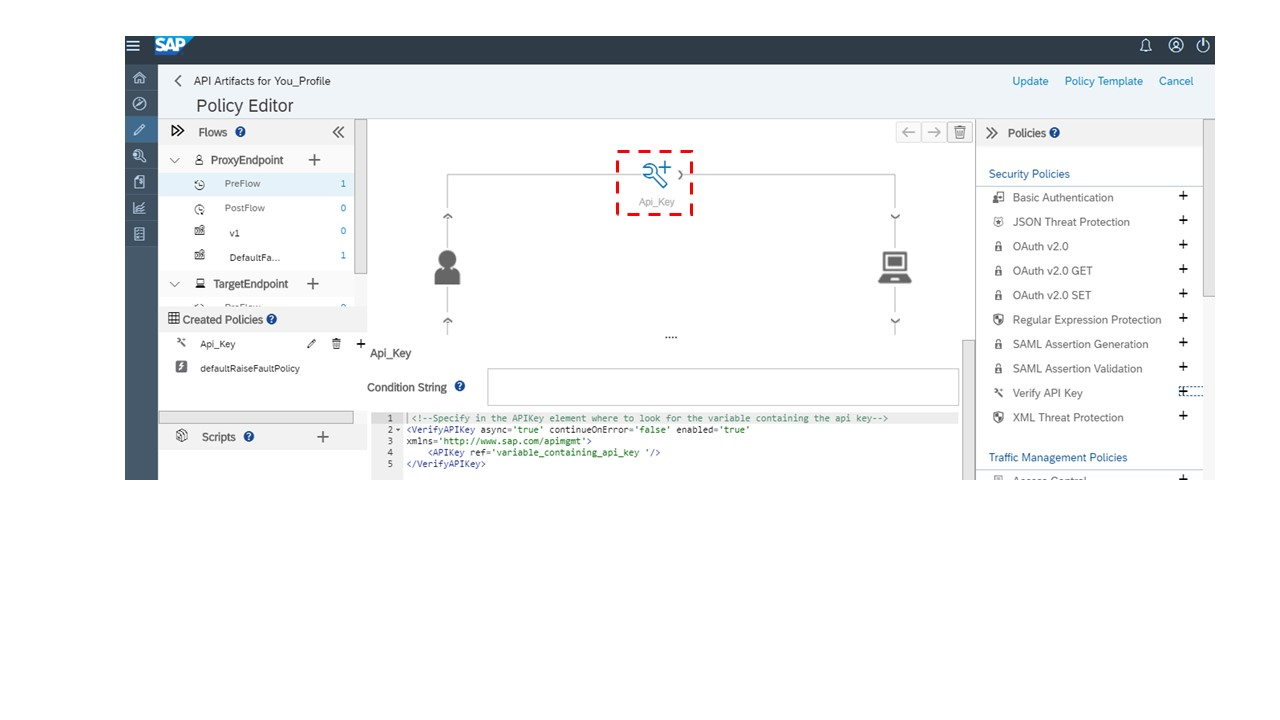 SAP
API Artifacts for You_Profile
Update Policy Template Cancel
Policy Editor
Flows ?
ProxyEndpoint
PreFlow 1
PostFlow 0
v1 0
DefaultFa... 1
TargetEndpoint
PreFlow 0
Created Policies ?
Api_Key
defaultRaiseFaultPolicy
Scripts ?
Api_Key
....
Api_Key
Condition String ?
1 <!--Specify in the APIKey element where to look for the variable containing the api key-->
2 <VerifyAPIKey async='true' continueOnError='false' enabled='true'
3 xmlns='http://www.sap.com/apimgmt'>
4 <APIKey ref='variable_containing_api_key '/>
5 </VerifyAPIKey>
Policies ?
Security Policies
Basic Authentication
JSON Threat Protection
OAuth v2.0
OAuth v2.0 GET
OAuth v2.0 SET
Regular Expression Protection
SAML Assertion Generation
SAML Assertion Validation
Verify API Key
XML Threat Protection
Traffic Management Policies
Access Control